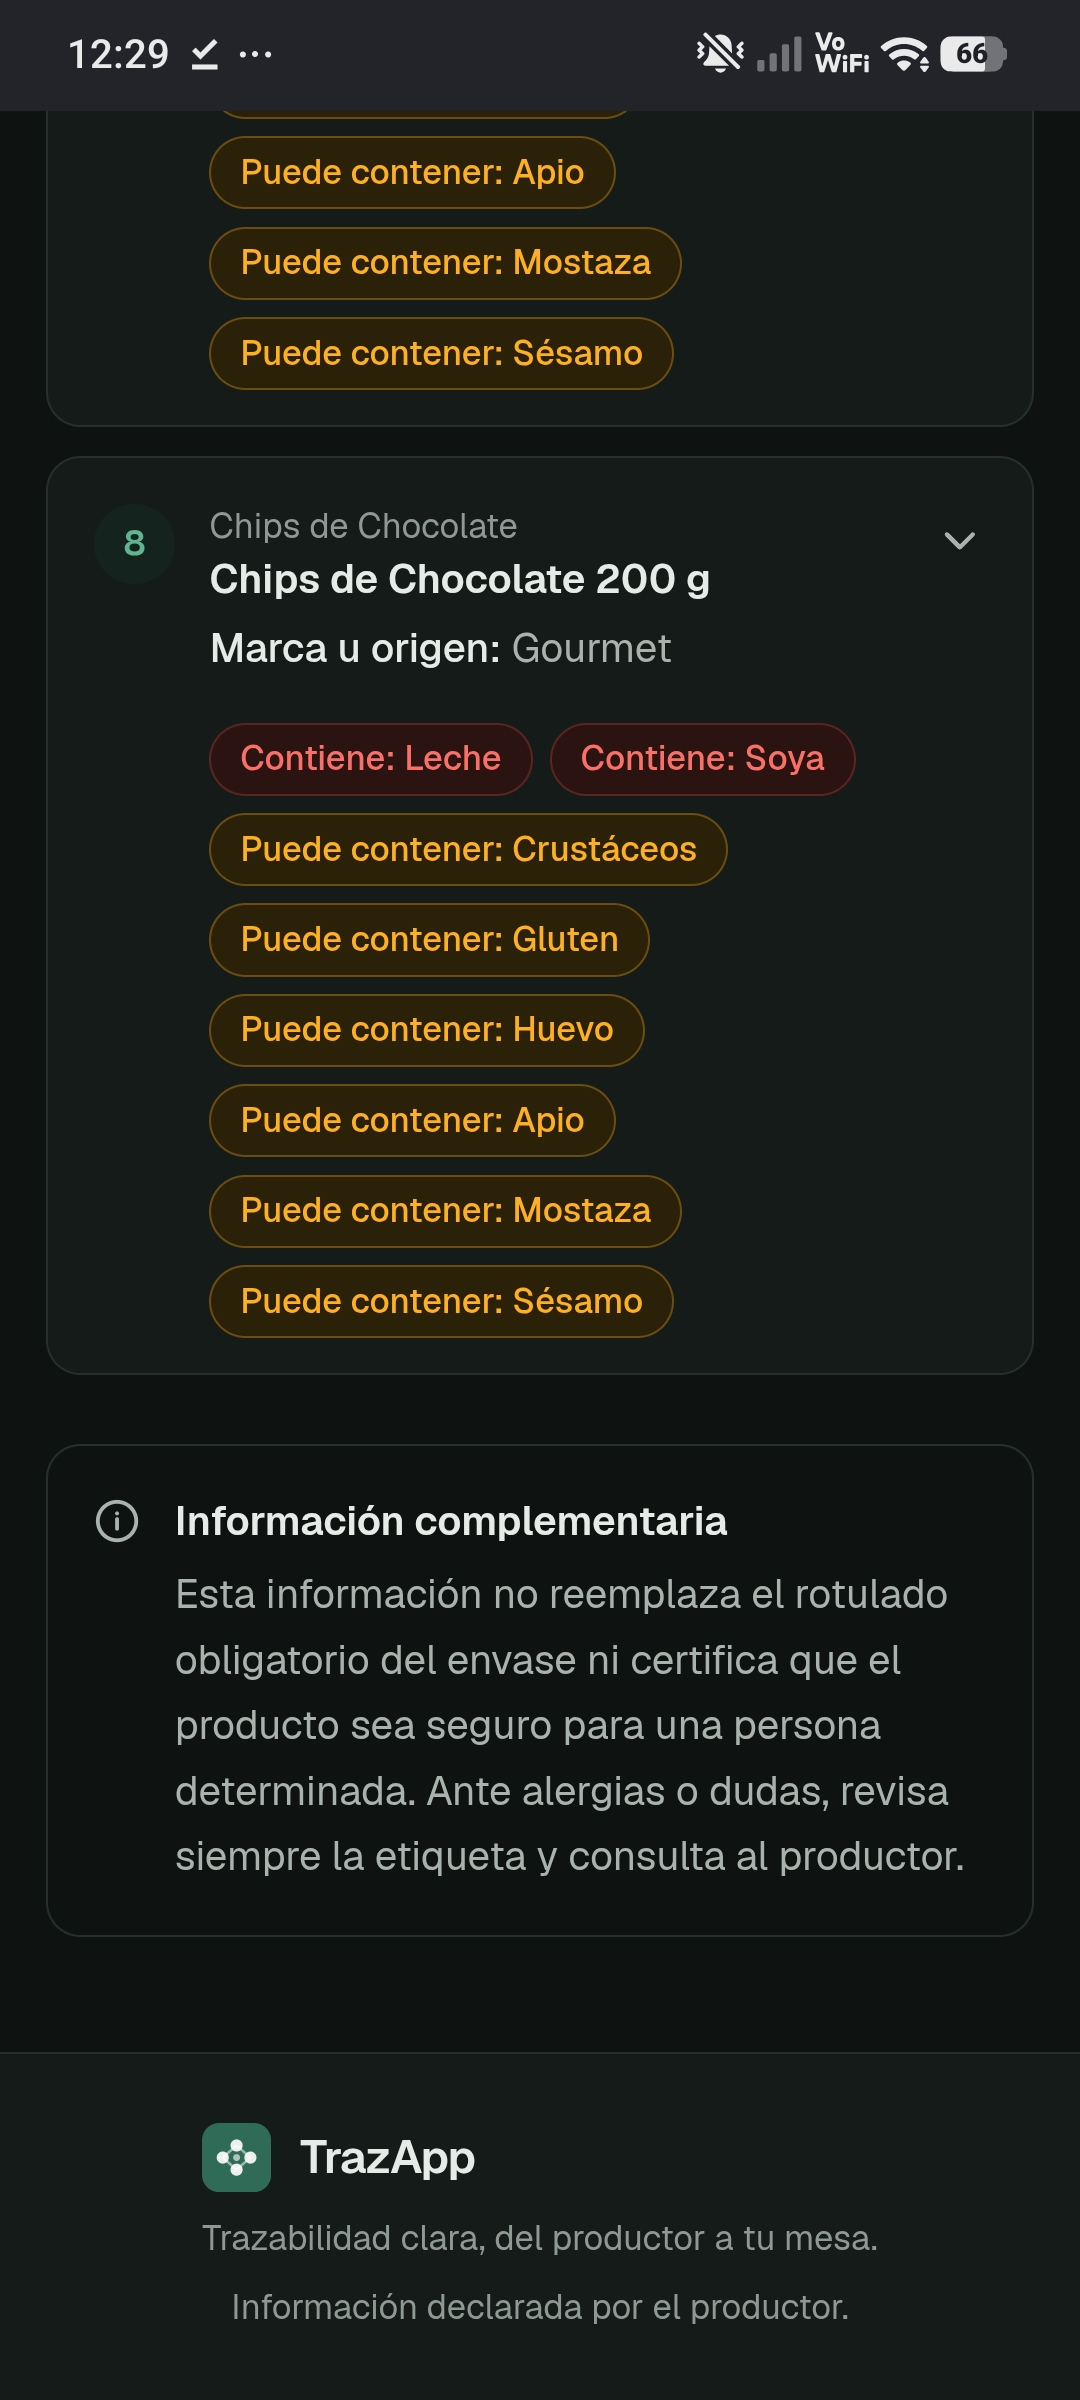 12:29
Vo
WiFi
66
Puede contener: Apio
Puede contener: Mostaza
Puede contener: Sésamo
8
Chips de Chocolate
Chips de Chocolate 200 g
Marca u origen: Gourmet
Contiene: Leche
Contiene: Soya
Puede contener: Crustáceos
Puede contener: Gluten
Puede contener: Huevo
Puede contener: Apio
Puede contener: Mostaza
Puede contener: Sésamo
Información complementaria
Esta información no reemplaza el rotulado
obligatorio del envase ni certifica que el
producto sea seguro para una persona
determinada. Ante alergias o dudas, revisa
siempre la etiqueta y consulta al productor.
TrazApp
Trazabilidad clara, del productor a tu mesa.
Información declarada por el productor.